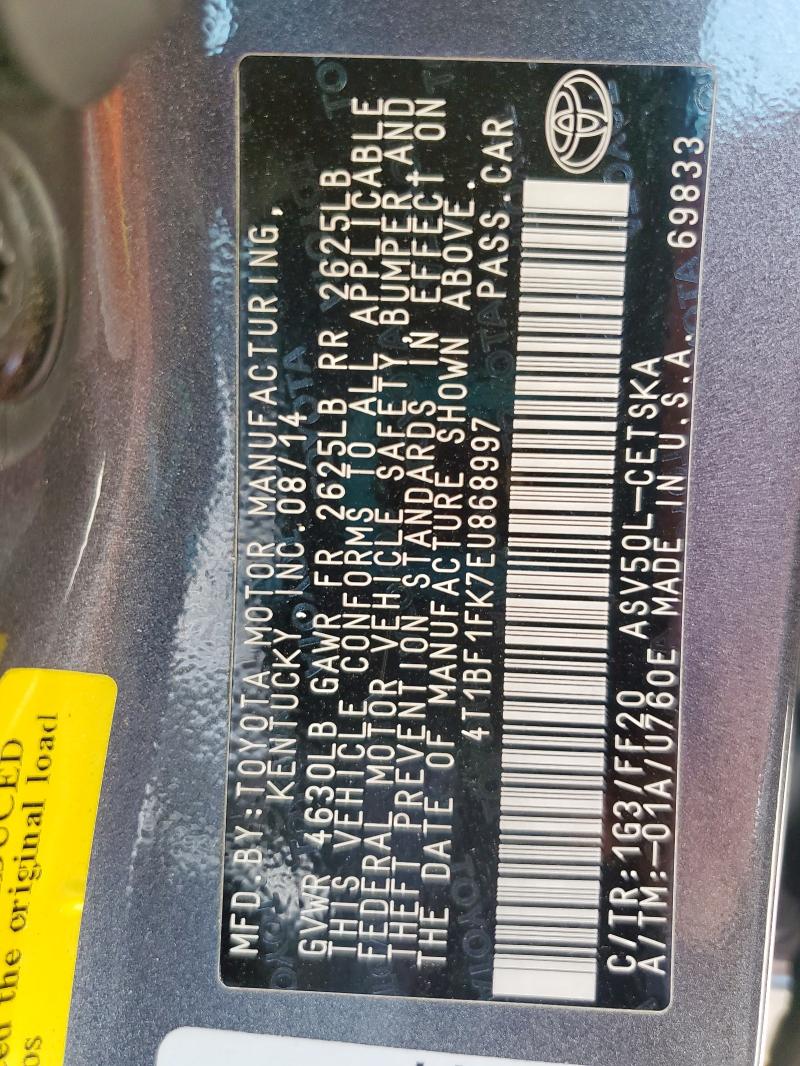 MFD.BY:TOYOTA MOTOR MANUFACTURING,
KENTUCKY, INC.08/14
GVWR 4630LB GAWR FR 2625LB RR 2625LB
THIS VEHICLE CONFORMS TO ALL APPLICABLE
FEDERAL MOTOR VEHICLE SAFETY,BUMPER,AND
THEFT PREVENTION STANDARDS IN EFFECT ON
THE DATE OF MANUFACTURE SHOWN ABOVE.
4T1BF1FK7EU868997 PASS.CAR
C/TR:1G3/FF20 ASV50L-CETSKA
A/TM:-01A/U760E MADE IN U.S.A. 69833
the original load